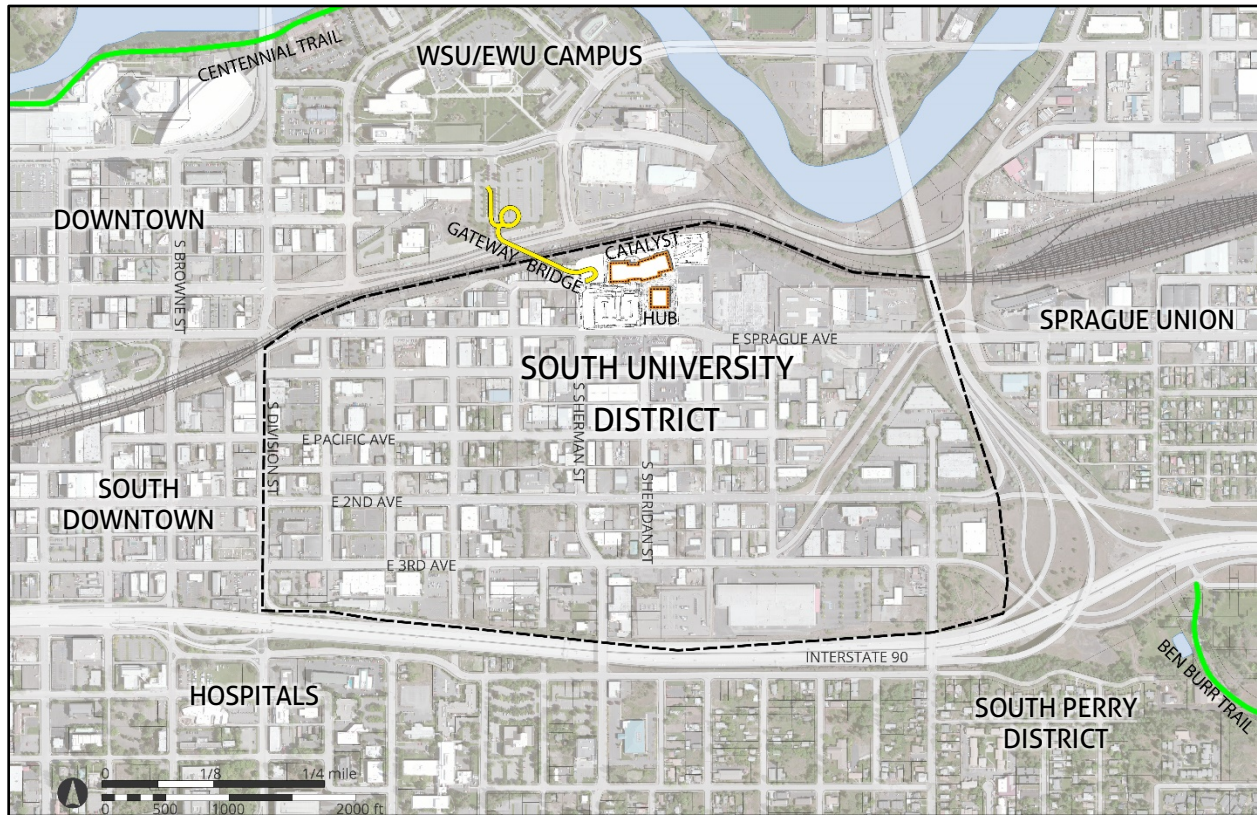 CENTENNIAL TRAIL
WSU/EWU CAMPUS
DOWNTOWN
S BROWNE ST
GATEWAY BRIDGE
CATALYST
HUB
E SPRAGUE AVE
SPRAGUE UNION
SOUTH UNIVERSITY
DISTRICT
S DIVISION ST
E PACIFIC AVE
S SHERMAN ST
S SHERIDAN ST
SOUTH
DOWNTOWN
E 2ND AVE
E 3RD AVE
INTERSTATE 90
BEN BURR TRAIL
HOSPITALS
SOUTH PERRY
DISTRICT
0 1/8 1/4 mile
0 500 1000 2000 ft